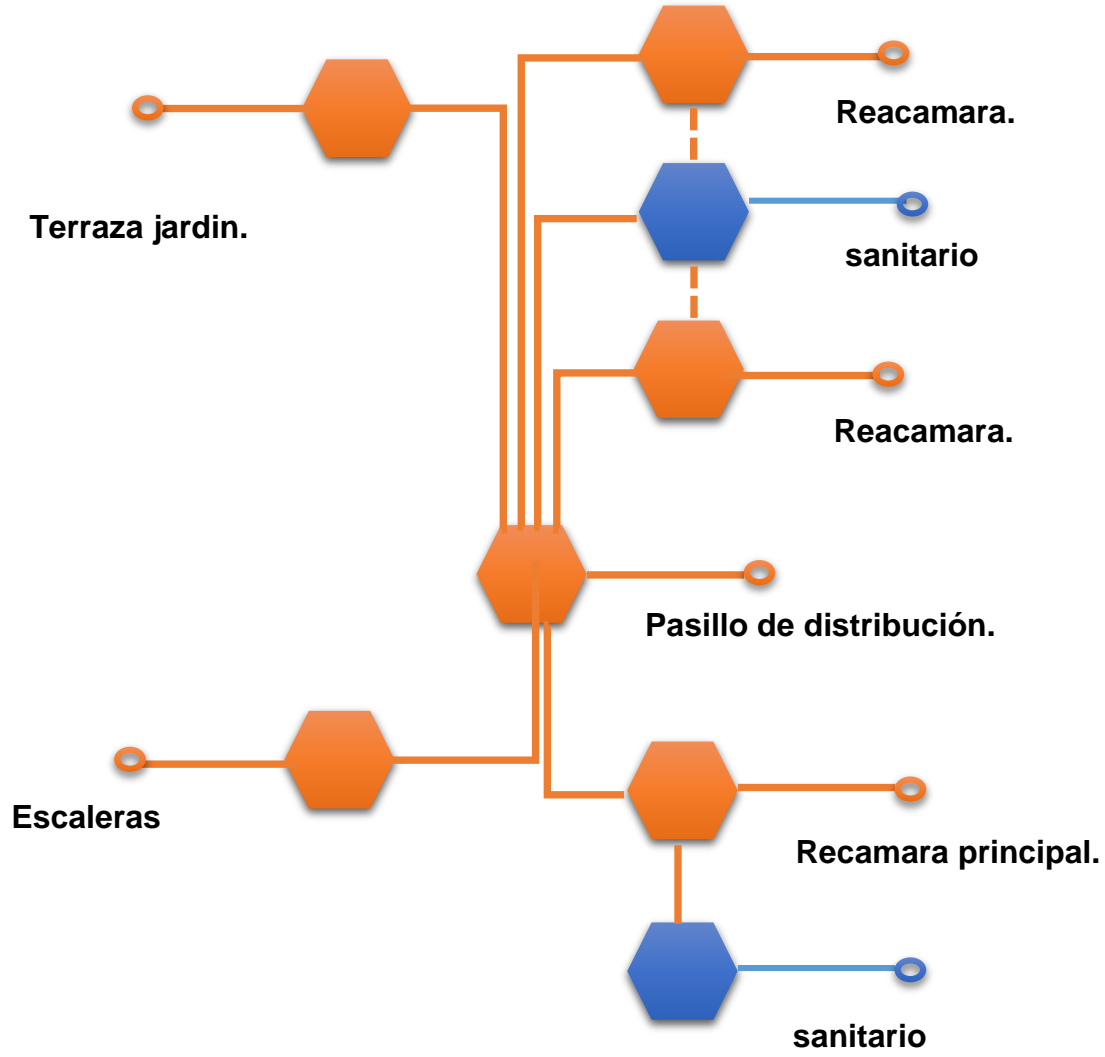 Reacamara.
Terraza jardin.
sanitario
Reacamara.
Pasillo de distribución.
Escaleras
Recamara principal.
sanitario